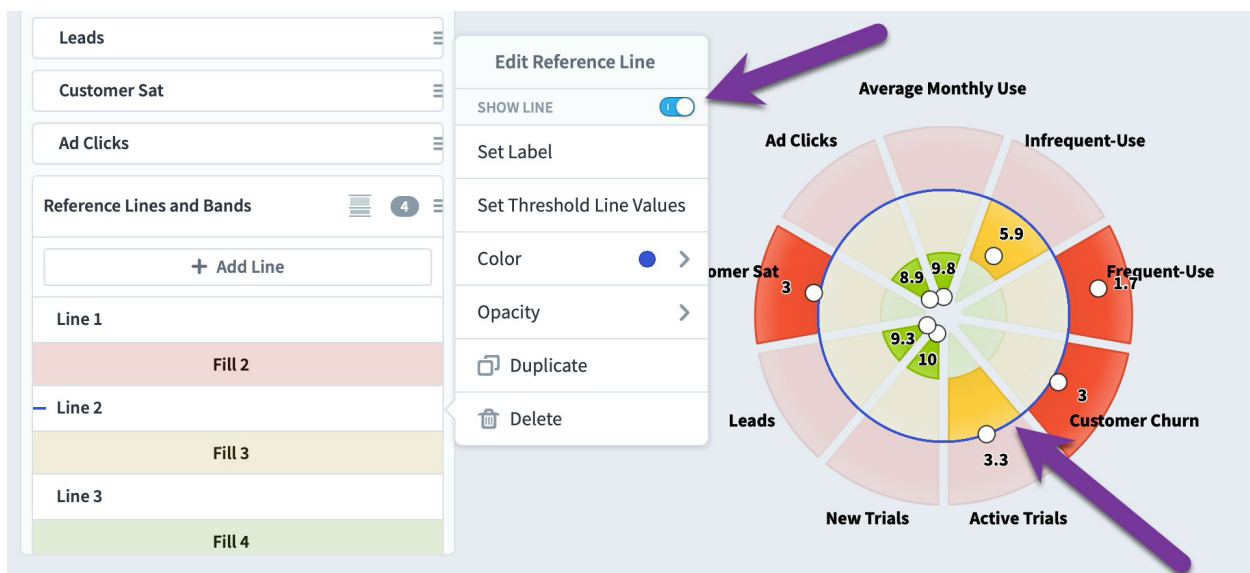 Leads
Customer Sat
Ad Clicks
Reference Lines and Bands 4
+ Add Line
Line 1
Fill 2
Line 2
Fill 3
Line 3
Fill 4
Edit Reference Line
SHOW LINE
Set Label
Set Threshold Line Values
Color
Opacity
Duplicate
Delete
Average Monthly Use
Ad Clicks
Infrequent-Use
5.9
omer Sat
3
8.9
9.8
Frequent-Use
1.7
9.3
10
3
Leads
Customer Churn
3.3
New Trials
Active Trials